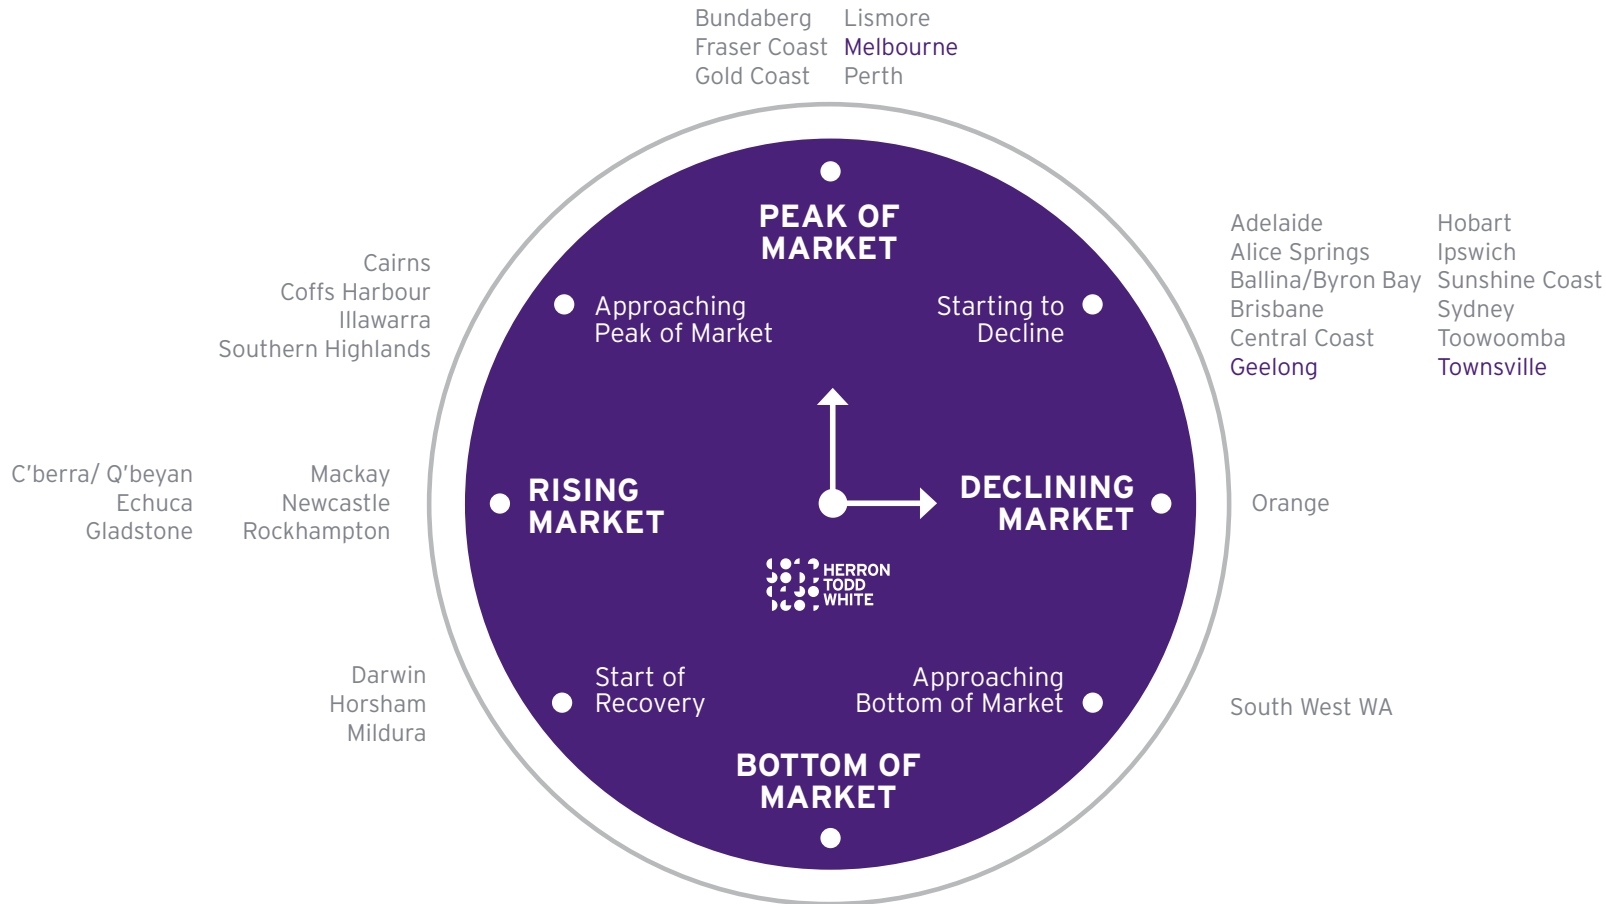 Bundaberg
Fraser Coast
Gold Coast
Lismore
Melbourne
Perth
PEAK OF
MARKET
Adelaide
Alice Springs
Ballina/Byron Bay
Brisbane
Central Coast
Geelong
Hobart
Ipswich
Sunshine Coast
Sydney
Toowoomba
Townsville
Cairns
Coffs Harbour
Illawarra
Southern Highlands
Approaching
Peak of Market
Starting to
Decline
C'berra/ Q'beyan
Echuca
Gladstone
Mackay
Newcastle
Rockhampton
RISING
MARKET
DECLINING
MARKET
Orange
HERRON
TODD
WHITE
Darwin
Horsham
Mildura
Start of
Recovery
Approaching
Bottom of Market
South West WA
BOTTOM OF
MARKET